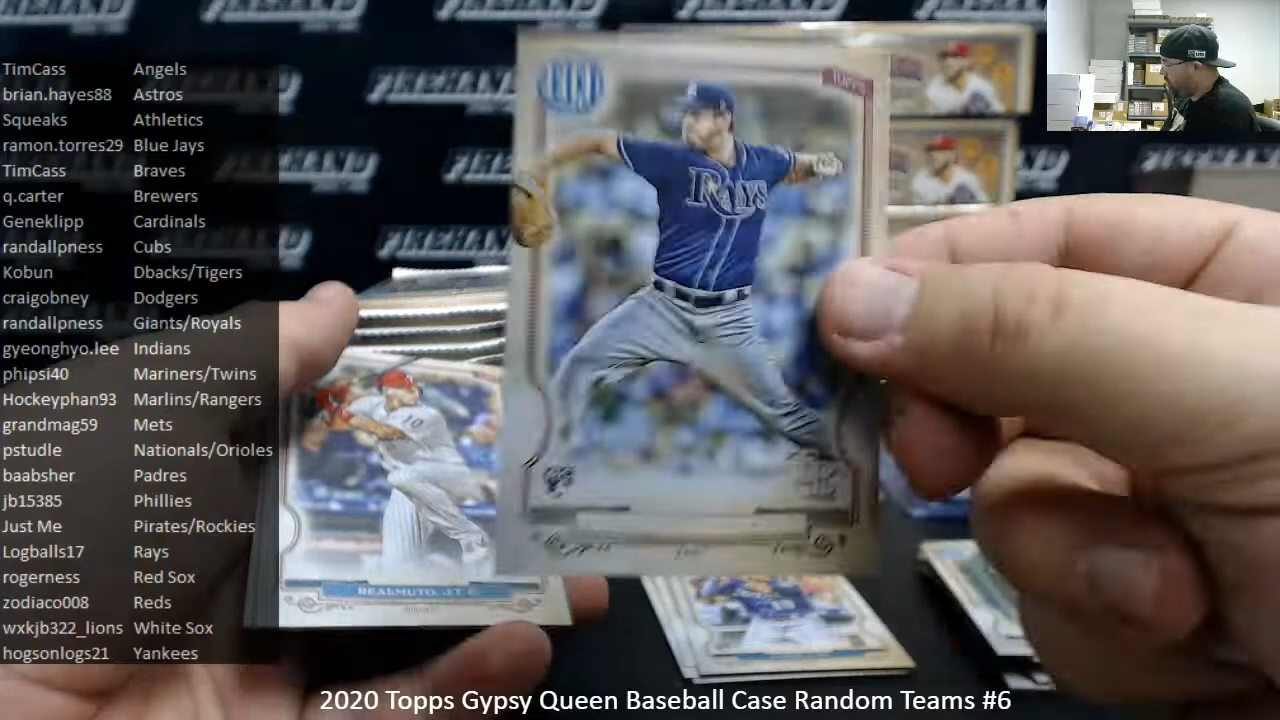 TimCass Angels
brian.hayes88 Astros
Squeaks Athletics
ramon.torres29 Blue Jays
TimCass Braves
q.carter Brewers
Geneklipp Cardinals
randallpness Cubs
Kobun Dbacks/Tigers
craigobney Dodgers
randallpness Giants/Royals
gyeonghyo.lee Indians
phipsi40 Mariners/Twins
Hockeyphan93 Marlins/Rangers
grandmag59 Mets
pstudle Nationals/Orioles
baabsher Padres
jb15385 Phillies
Just Me Pirates/Rockies
Logballs17 Rays
rogerness Red Sox
zodiaco008 Reds
wxkjb322_lions White Sox
hogsonlogs21 Yankees
FIREHAND
TOPPS
RAYS
10
REALMUTO, J.T.
2020 Topps Gypsy Queen Baseball Case Random Teams #6